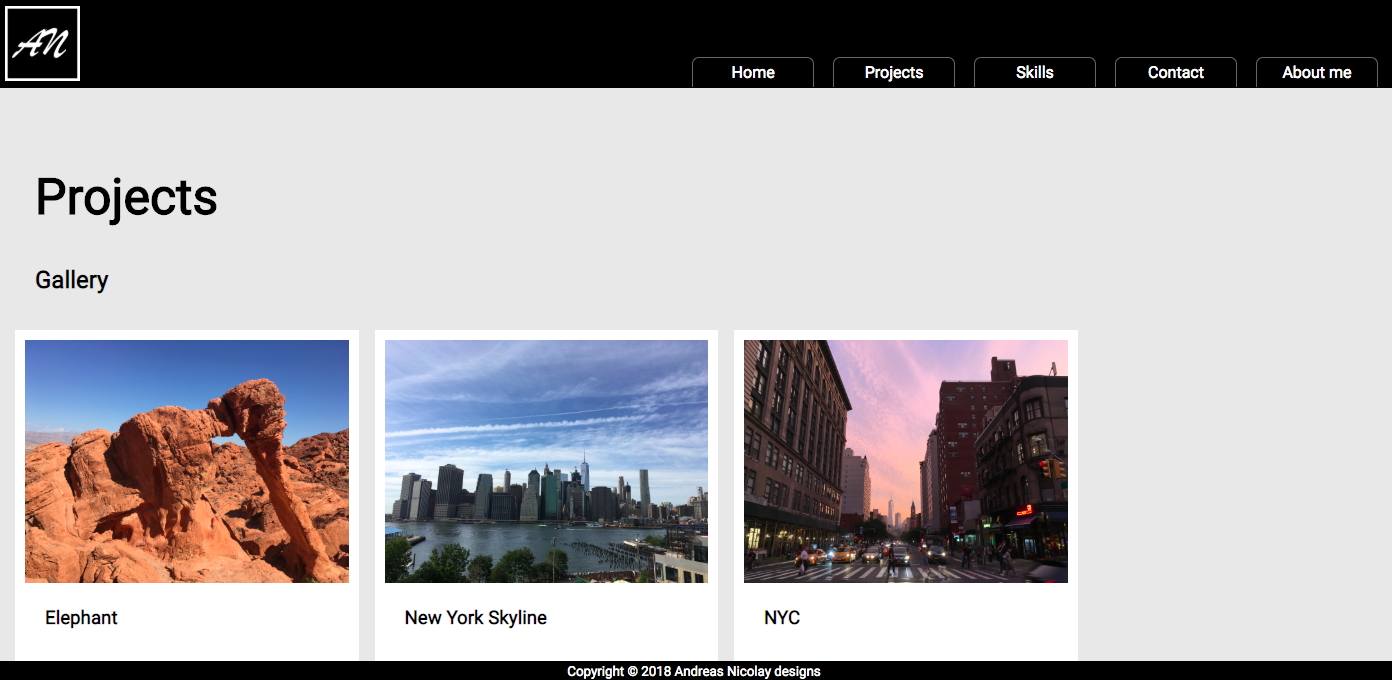 AN
Home Projects Skills Contact About me
Projects
Gallery
Elephant New York Skyline NYC
Copyright © 2018 Andreas Nicolay designs